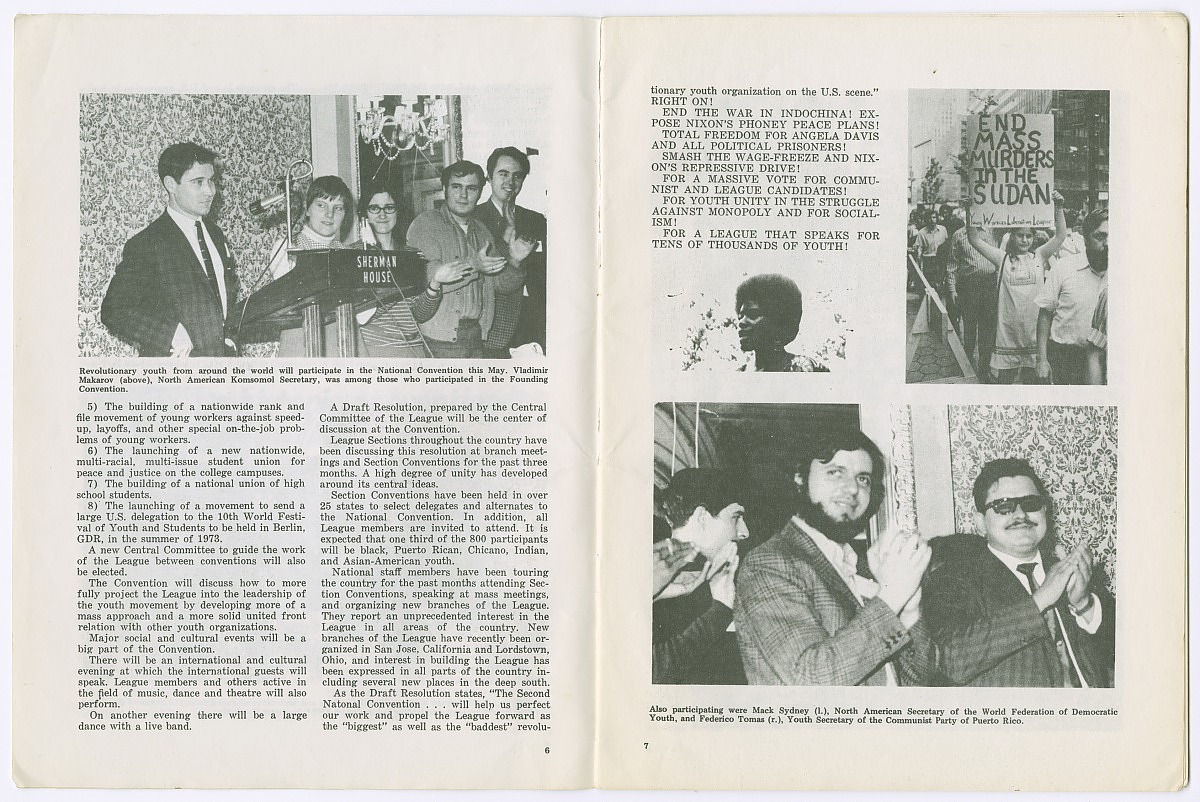 SHERMAN
HOUSE
Revolutionary youth from around the world will participate in the National Convention this May. Vladimir
Makarov (above), North American Komsomol Secretary, was among those who participated in the Founding
Convention.
5) The building of a nationwide rank and
file movement of young workers against speed-
up, layoffs, and other special on-the-job prob-
lems of young workers.
6) The launching of a new nationwide,
multi-racial, multi-issue student union for
peace and justice on the college campuses.
7) The building of a national union of high
school students.
8) The launching of a movement to send a
large U.S. delegation to the 10th World Festi-
val of Youth and Students to be held in Berlin,
GDR, in the summer of 1973.
A new Central Committee to guide the work
of the League between conventions will also
be elected.
The Convention will discuss how to more
fully project the League into the leadership of
the youth movement by developing more of a
mass approach and a more solid united front
relation with other youth organizations.
Major social and cultural events will be a
big part of the Convention.
There will be an international and cultural
evening at which the international guests will
speak. League members and others active in
the field of music, dance and theatre will also
perform.
On another evening there will be a large
dance with a live band.
A Draft Resolution, prepared by the Central
Committee of the League will be the center of
discussion at the Convention.
League Sections throughout the country have
been discussing this resolution at branch meet-
ings and Section Conventions for the past three
months. A high degree of unity has developed
around its central ideas.
Section Conventions have been held in over
25 states to select delegates and alternates to
the National Convention. In addition, all
League members are invited to attend. It is
expected that one third of the 800 participants
will be black, Puerto Rican, Chicano, Indian,
and Asian-American youth.
National staff members have been touring
the country for the past months attending Sec-
tion Conventions, speaking at mass meetings,
and organizing new branches of the League.
They report an unprecedented interest in the
League in all areas of the country. New
branches of the League have recently been or-
ganized in San Jose, California and Lordstown,
Ohio, and interest in building the League has
been expressed in all parts of the country in-
cluding several new places in the deep south.
As the Draft Resolution states, "The Second
Natonal Convention . . . will help us perfect
our work and propel the League forward as
the "biggest" as well as the "baddest" revolu-
6
tionary youth organization on the U.S. scene."
RIGHT ON!
END THE WAR IN INDOCHINA! EX-
POSE NIXON'S PHONEY PEACE PLANS!
TOTAL FREEDOM FOR ANGELA DAVIS
AND ALL POLITICAL PRISONERS!
SMASH THE WAGE-FREEZE AND NIX-
ON'S REPRESSIVE DRIVE!
FOR A MASSIVE VOTE FOR COMMU-
NIST AND LEAGUE CANDIDATES!
FOR YOUTH UNITY IN THE STRUGGLE
AGAINST MONOPOLY AND FOR SOCIAL-
ISM!
FOR A LEAGUE THAT SPEAKS FOR
TENS OF THOUSANDS OF YOUTH!
END
MASS
MURDERS
IN THE
SUDAN
Young Workers Liberation League
Also participating were Mack Sydney (l.), North American Secretary of the World Federation of Democratic
Youth, and Federico Tomas (r.), Youth Secretary of the Communist Party of Puerto Rico.
7